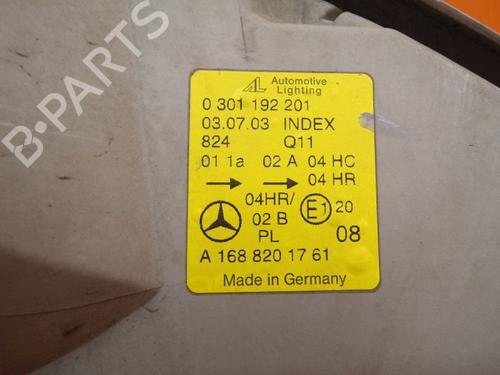 B-PARTS
AL Automotive
Lighting
0 301 192 201
03.07.03 INDEX
824 Q11
01 1a 02 A 04 HC
04 HR
04HR/
02 B
E1 20
PL 08
A 168 820 17 61
Made in Germany